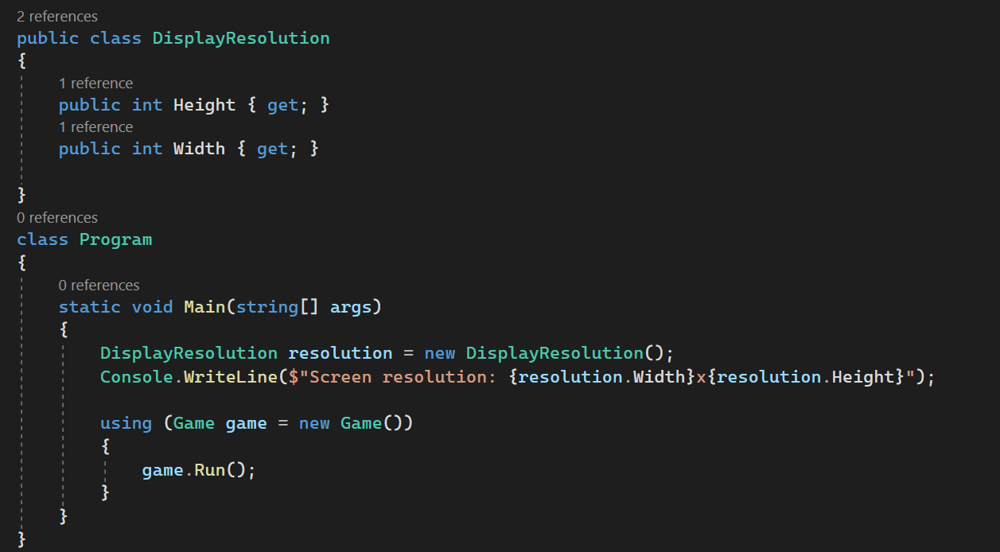 2 references
public class DisplayResolution
{
1 reference
public int Height { get; }
1 reference
public int Width { get; }
}
0 references
class Program
{
0 references
static void Main(string[] args)
{
DisplayResolution resolution = new DisplayResolution();
Console.WriteLine($"Screen resolution: {resolution.Width}x{resolution.Height}");
using (Game game = new Game())
{
game.Run();
}
}
}